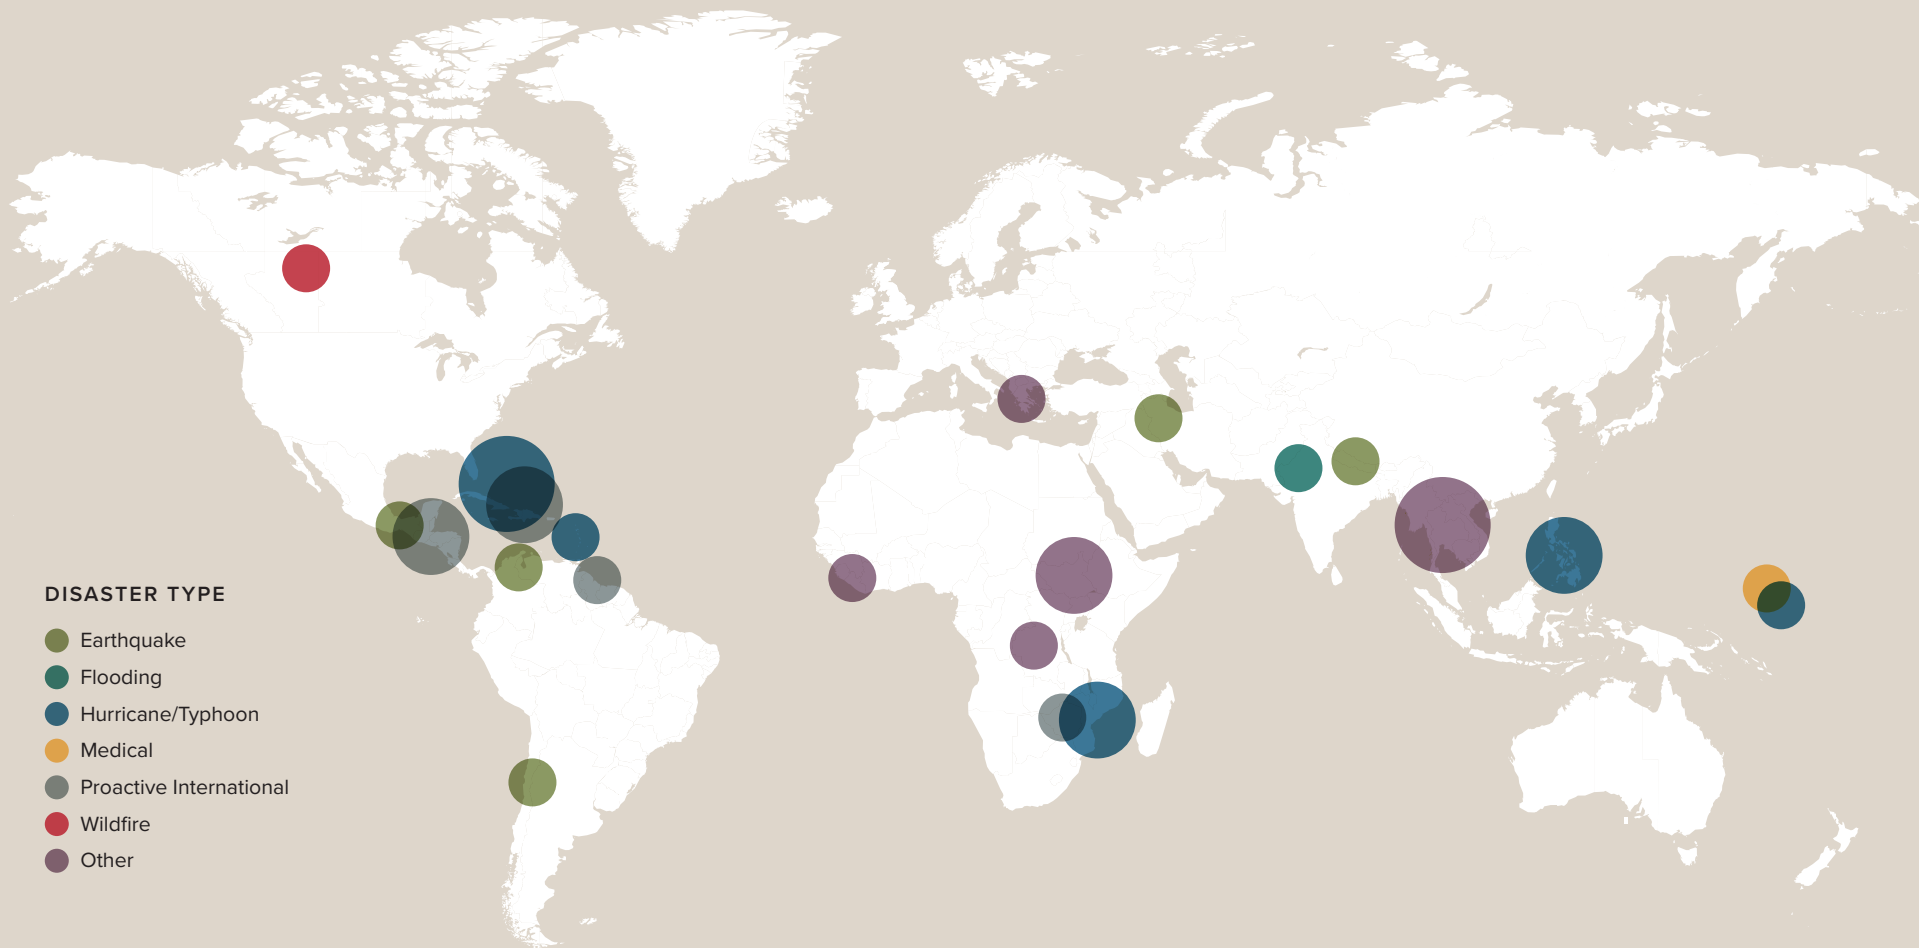 DISASTER TYPE
Earthquake
Flooding
Hurricane/Typhoon
Medical
Proactive International
Wildfire
Other